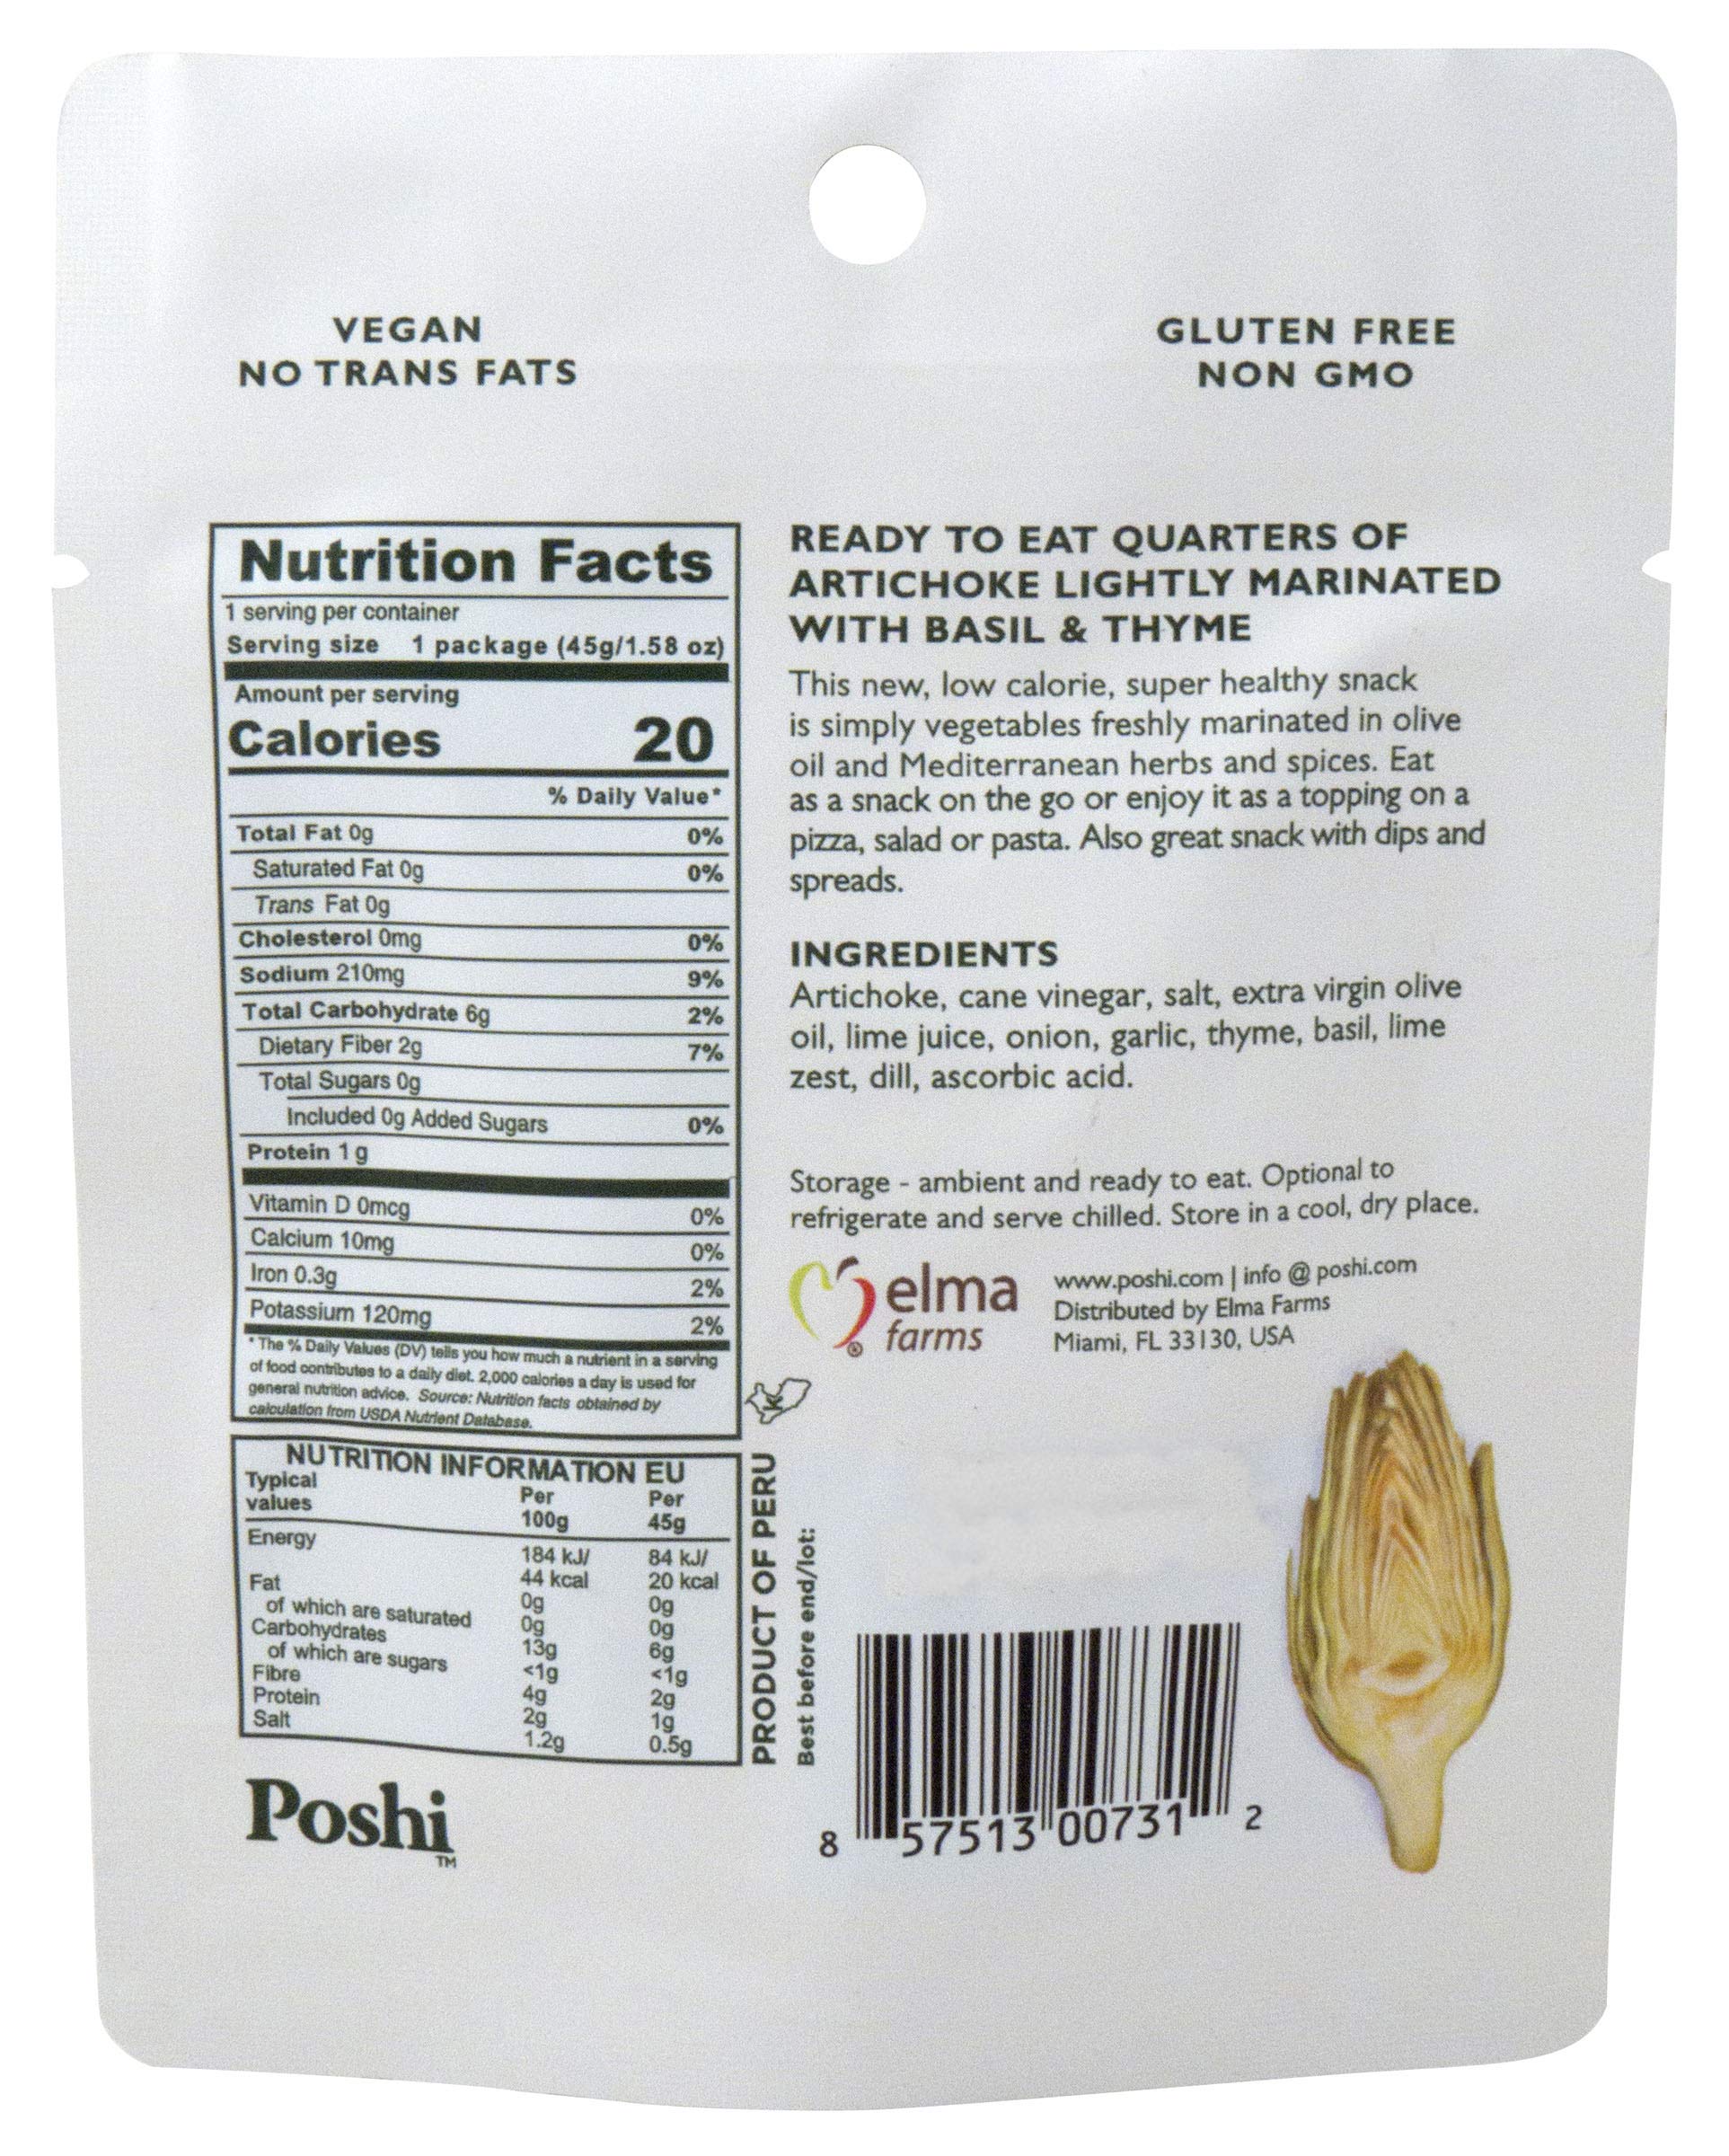 VEGAN
NO TRANS FATS
GLUTEN FREE
NON GMO
Nutrition Facts
1 serving per container
Serving size 1 package (45g/1.58 oz)
Amount per serving
Calories 20
% Daily Value*
Total Fat 0g 0%
Saturated Fat 0g 0%
Trans Fat 0g
Cholesterol 0mg 0%
Sodium 210mg 9%
Total Carbohydrate 6g 2%
Dietary Fiber 2g 7%
Total Sugars 0g
Included 0g Added Sugars 0%
Protein 1 g
Vitamin D 0mcg 0%
Calcium 10mg 0%
Iron 0.3g 2%
Potassium 120mg 2%
* The % Daily Values (DV) tells you how much a nutrient in a serving
of food contributes to a daily diet. 2,000 calories a day is used for
general nutrition advice. Source: Nutrition facts obtained by
calculation from USDA Nutrient Database.
NUTRITION INFORMATION EU
Typical
values
Per
100g
Per
45g
Energy
184 kJ/ 84 kJ/
44 kcal 20 kcal
Fat 0g 0g
of which are saturated 0g 0g
Carbohydrates 13g 6g
of which are sugars <1g <1g
Fibre 4g 2g
Protein 2g 1g
Salt 1.2g 0.5g
Poshi
TM
READY TO EAT QUARTERS OF
ARTICHOKE LIGHTLY MARINATED
WITH BASIL & THYME
This new, low calorie, super healthy snack
is simply vegetables freshly marinated in olive
oil and Mediterranean herbs and spices. Eat
as a snack on the go or enjoy it as a topping on a
pizza, salad or pasta. Also great snack with dips and
spreads.
INGREDIENTS
Artichoke, cane vinegar, salt, extra virgin olive
oil, lime juice, onion, garlic, thyme, basil, lime
zest, dill, ascorbic acid.
Storage - ambient and ready to eat. Optional to
refrigerate and serve chilled. Store in a cool, dry place.
elma
farms
®
www.poshi.com | info @ poshi.com
Distributed by Elma Farms
Miami, FL 33130, USA
K
PRODUCT OF PERU
Best before end/lot:
8 57513 00731 2